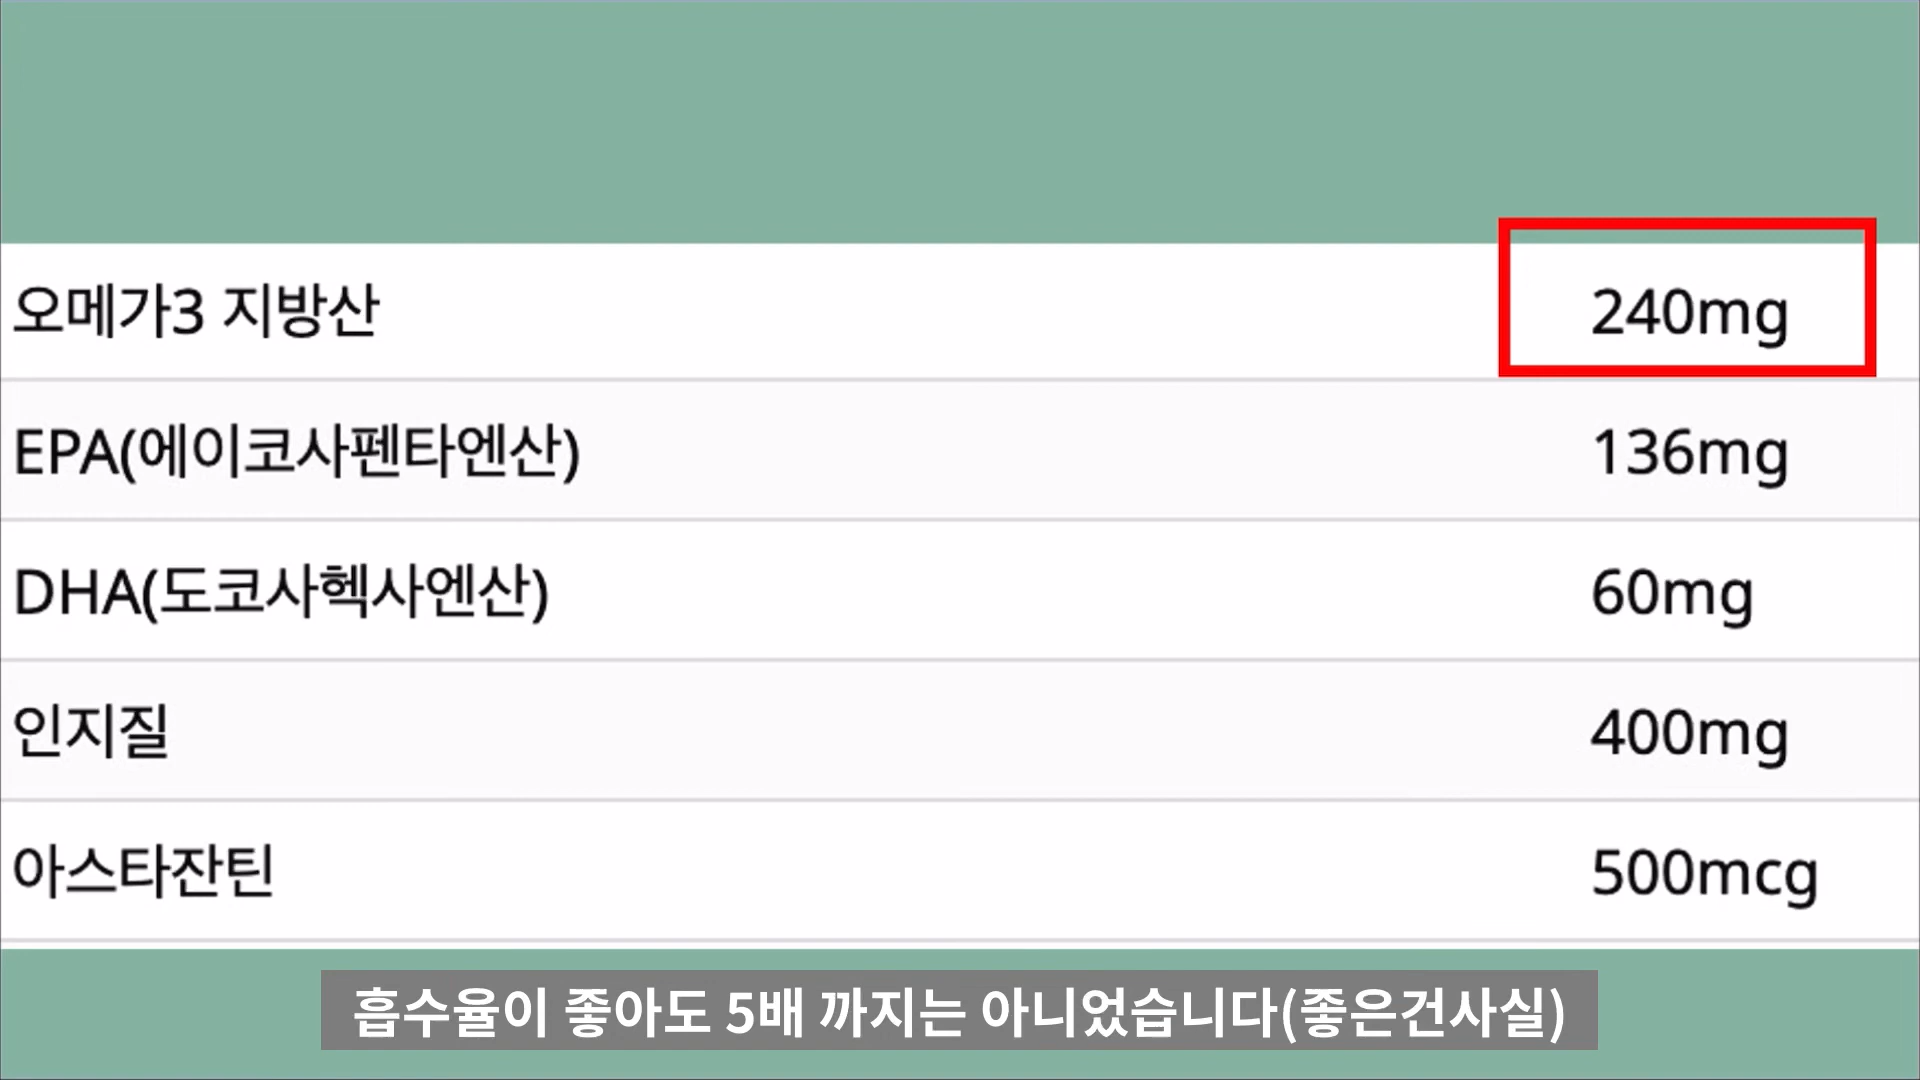 오메가3 지방산 240mg
EPA(에이코사펜타엔산) 136mg
DHA(도코사헥사엔산) 60mg
인지질 400mg
아스타잔틴 500mcg
흡수율이 좋아도 5배 까지는 아니었습니다(좋은건사실)